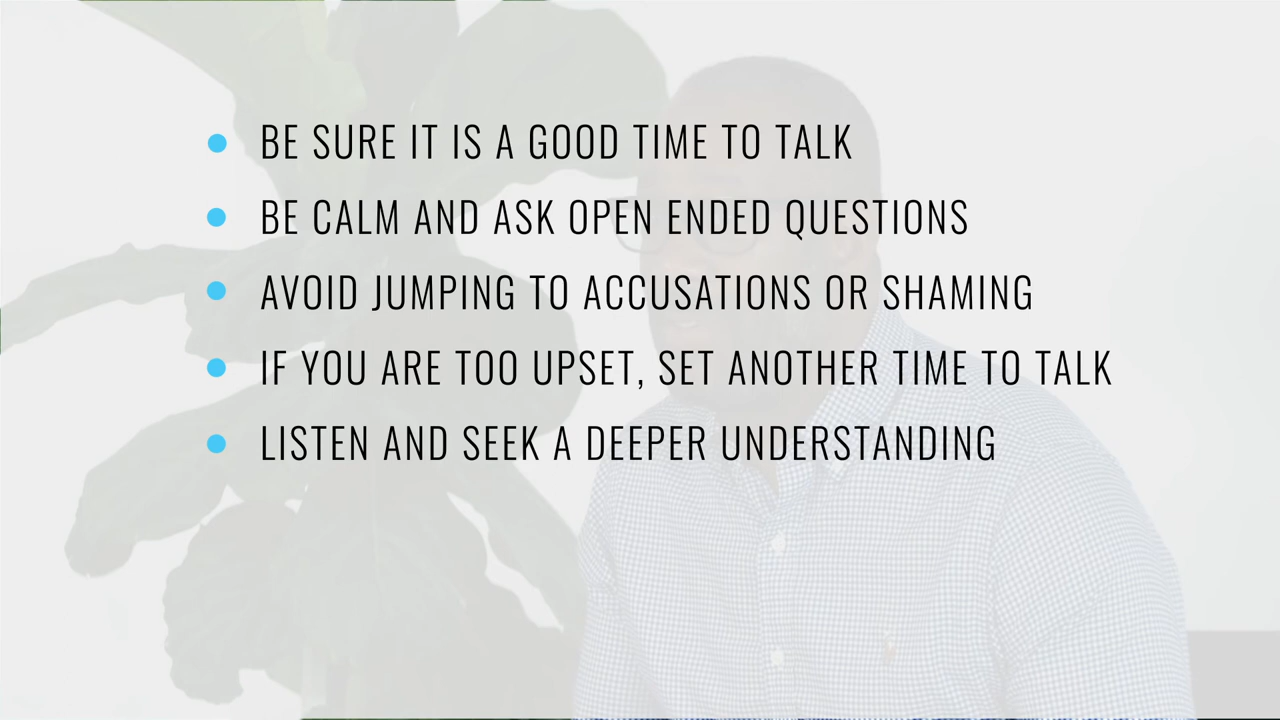 BE SURE IT IS A GOOD TIME TO TALK
BE CALM AND ASK OPEN ENDED QUESTIONS
AVOID JUMPING TO ACCUSATIONS OR SHAMING
IF YOU ARE TOO UPSET, SET ANOTHER TIME TO TALK
LISTEN AND SEEK A DEEPER UNDERSTANDING